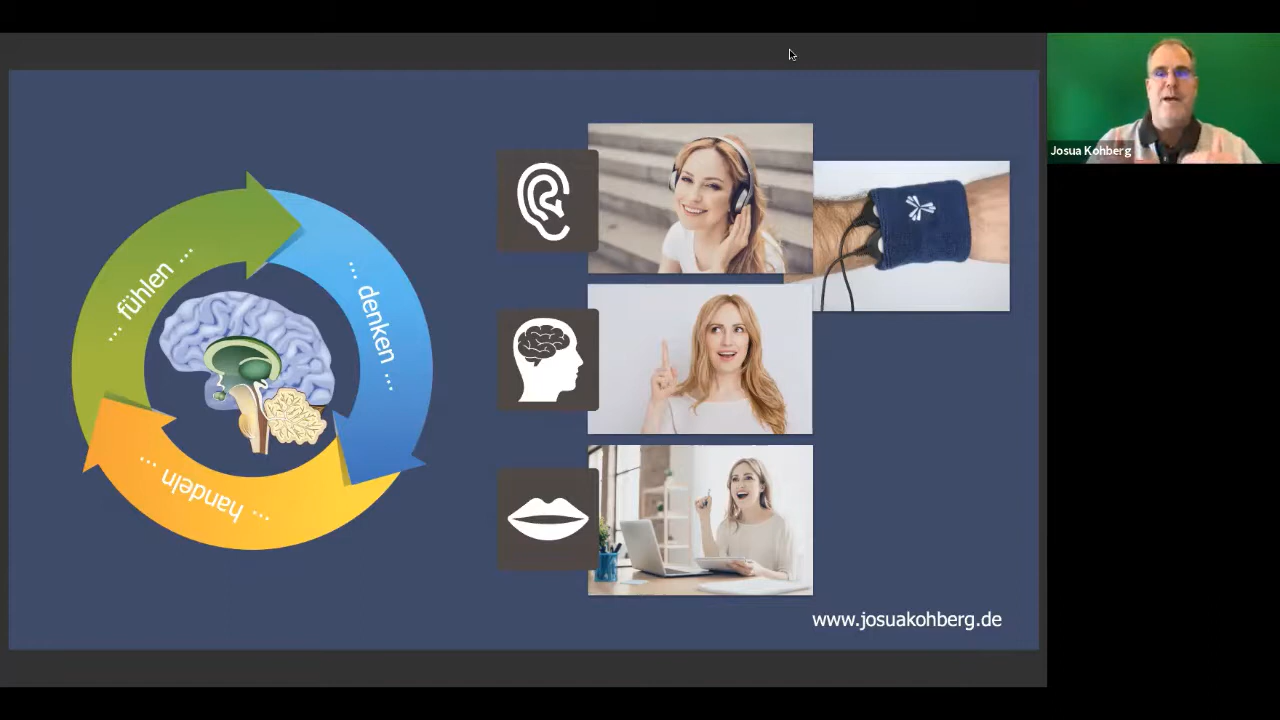 ... fühlen ...
... denken ...
... handeln ...
www.josuakohberg.de
Josua Kohberg